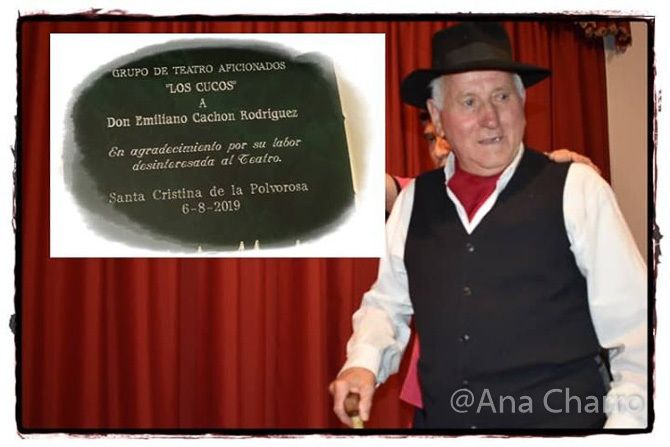 GRUPO DE TEATRO AFICIONADOS
"LOS CUCOS"
A
Don Emiliano Cachon Rodriguez
En agradecimiento por su labor
desinteresada al Teatro.
Santa Cristina de la Polvorosa
6-8-2019
@Ana Charro